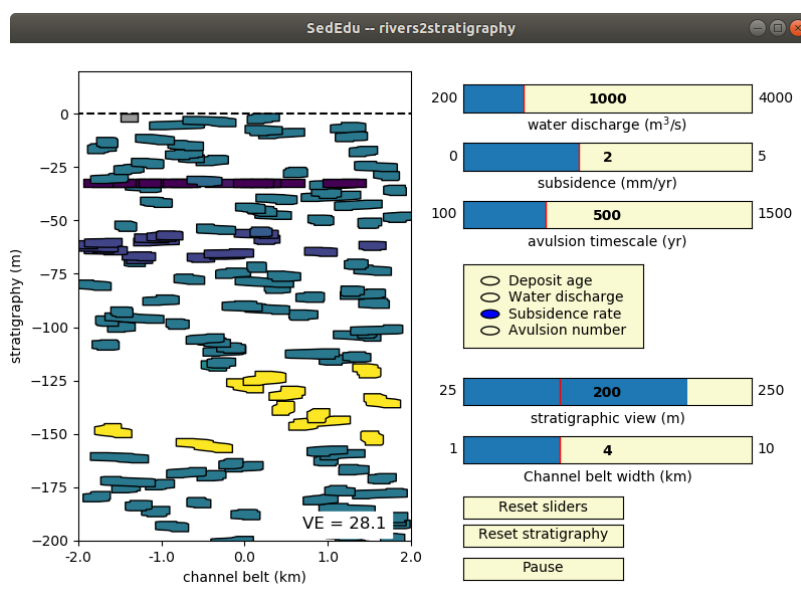 SedEdu -- rivers2stratigraphy
0
−25
−50
−75
−100
−125
−150
−175
−200
-2.0
-1.0
0.0
1.0
2.0
stratigraphy (m)
channel belt (km)
VE = 28.1
200 1000 4000
water discharge (m³/s)
0 2 5
subsidence (mm/yr)
100 500 1500
avulsion timescale (yr)
Deposit age
Water discharge
Subsidence rate
Avulsion number
25 200 250
stratigraphic view (m)
1 4 10
Channel belt width (km)
Reset sliders
Reset stratigraphy
Pause